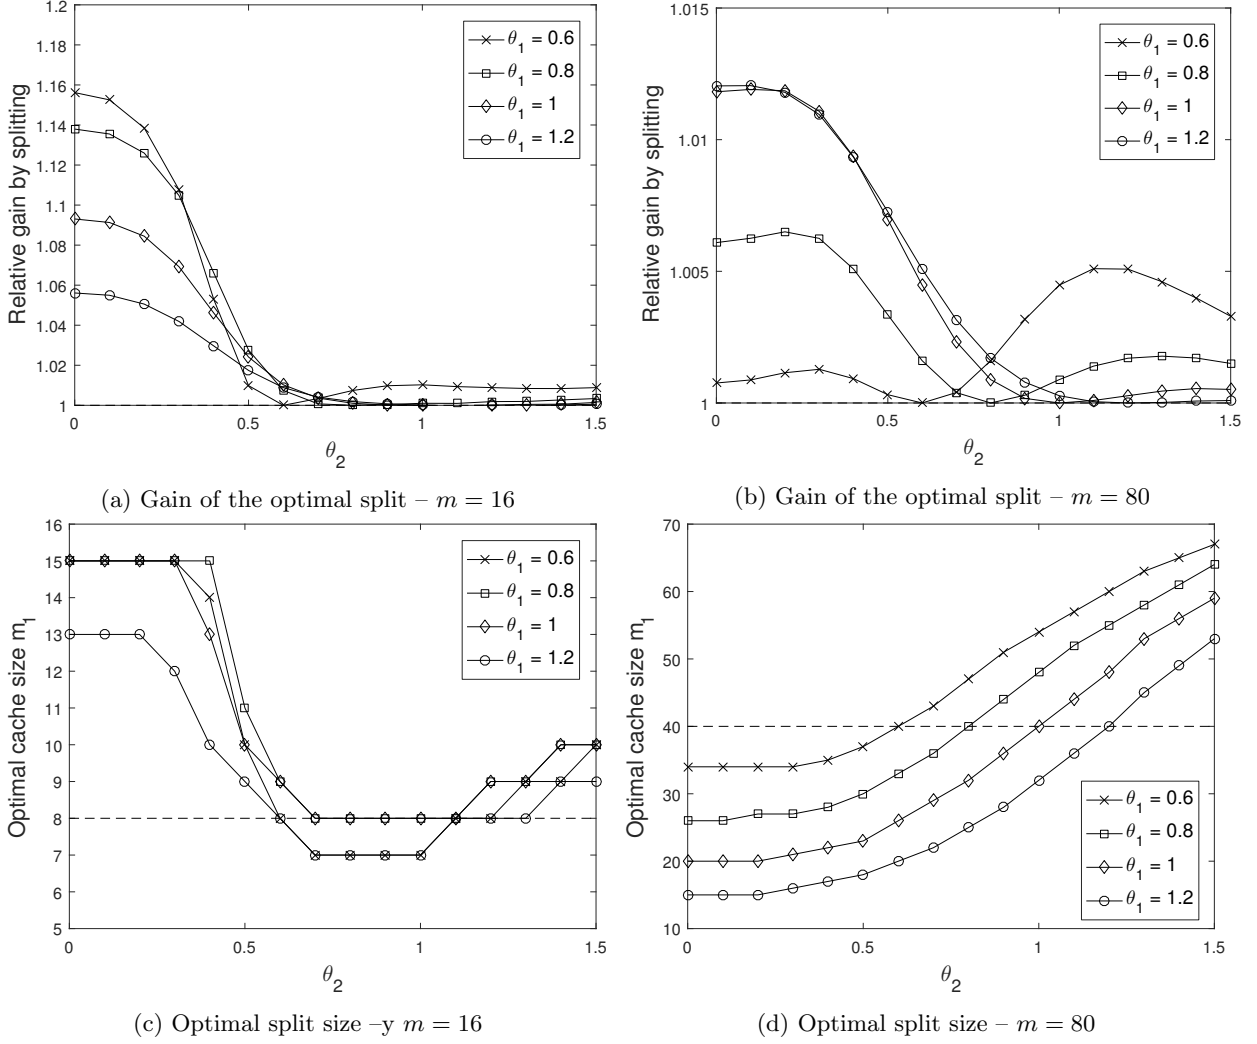 1.2
1.18
1.16
1.14
1.12
1.1
1.08
1.06
1.04
1.02
1
0
0.5
1
1.5
Relative gain by splitting
θ2
θ1 = 0.6
θ1 = 0.8
θ1 = 1
θ1 = 1.2
(a) Gain of the optimal split – m = 16
1.015
1.01
1.005
1
0
0.5
1
1.5
Relative gain by splitting
θ2
θ1 = 0.6
θ1 = 0.8
θ1 = 1
θ1 = 1.2
(b) Gain of the optimal split – m = 80
16
15
14
13
12
11
10
9
8
7
6
5
0
0.5
1
1.5
Optimal cache size m1
θ2
θ1 = 0.6
θ1 = 0.8
θ1 = 1
θ1 = 1.2
(c) Optimal split size –y m = 16
70
60
50
40
30
20
10
0
0.5
1
1.5
Optimal cache size m1
θ2
θ1 = 0.6
θ1 = 0.8
θ1 = 1
θ1 = 1.2
(d) Optimal split size – m = 80